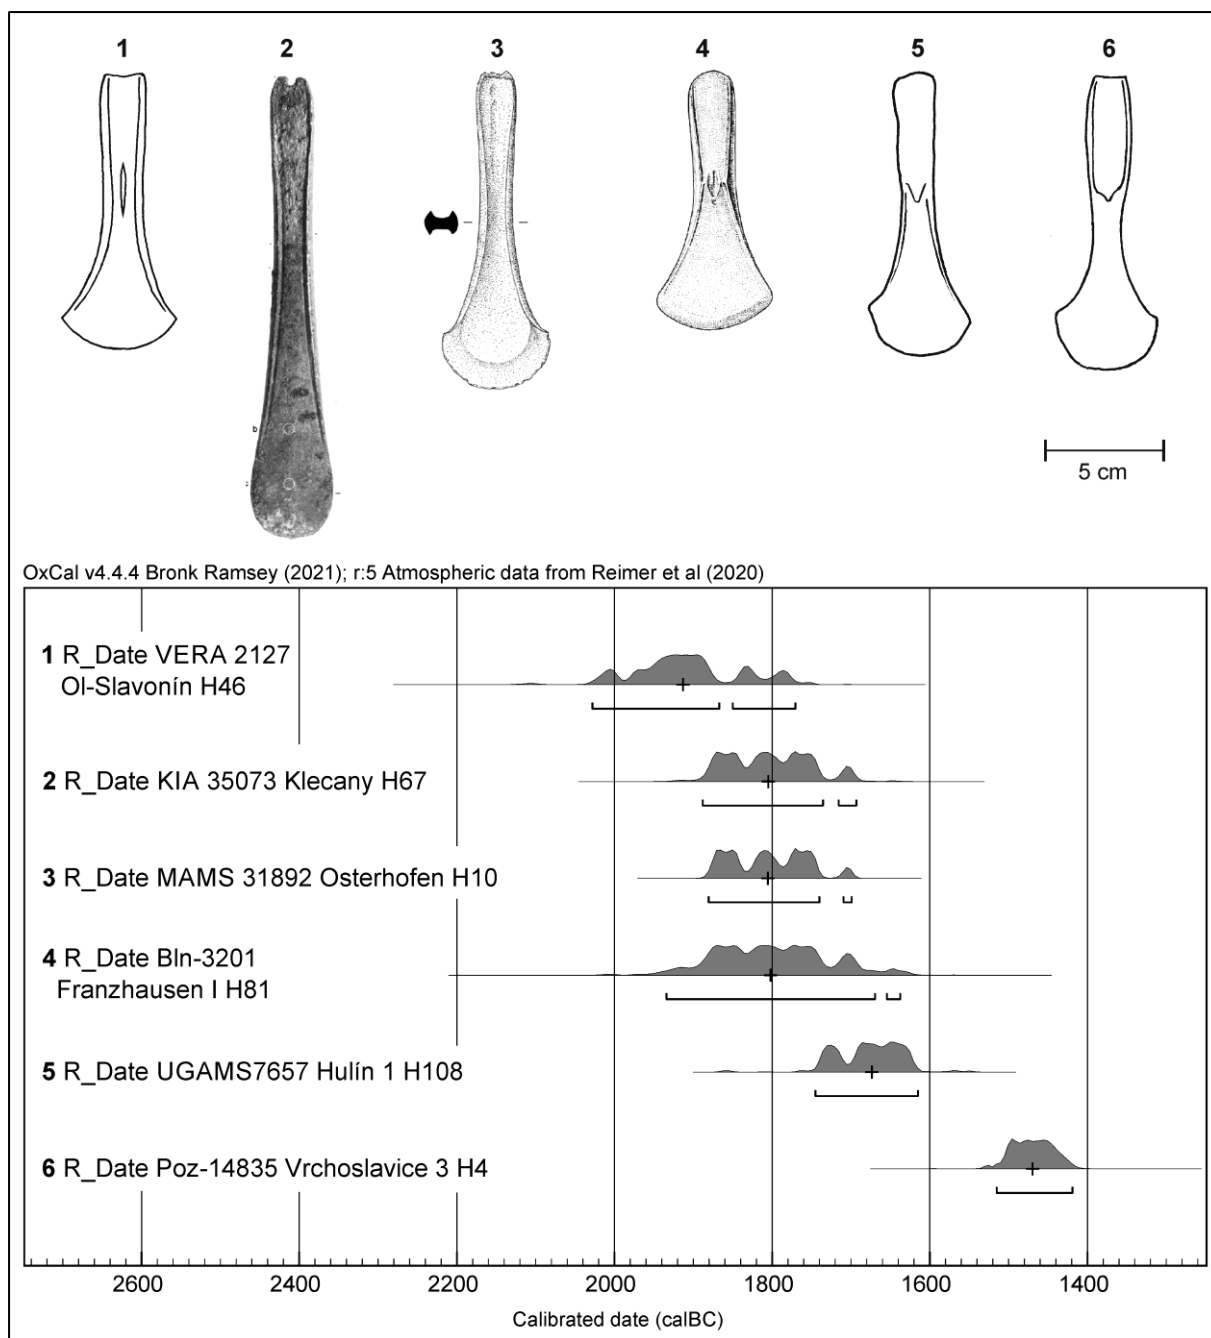 1 2 3 4 5 6
5 cm
OxCal v4.4.4 Bronk Ramsey (2021); r:5 Atmospheric data from Reimer et al (2020)
1 R_Date VERA 2127
Ol-Slavonín H46
2 R_Date KIA 35073 Klecany H67
3 R_Date MAMS 31892 Osterhofen H10
4 R_Date Bln-3201
Franzhausen I H81
5 R_Date UGAMS7657 Hulín 1 H108
6 R_Date Poz-14835 Vrchoslavice 3 H4
2600 2400 2200 2000 1800 1600 1400
Calibrated date (calBC)